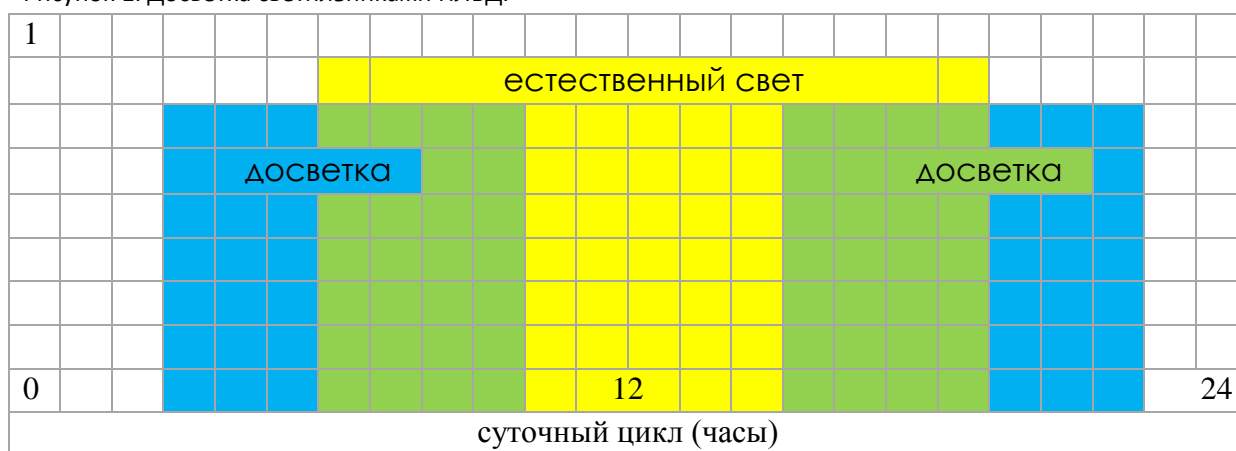 1
естественный свет
досветка досветка
0 12 24
суточный цикл (часы)